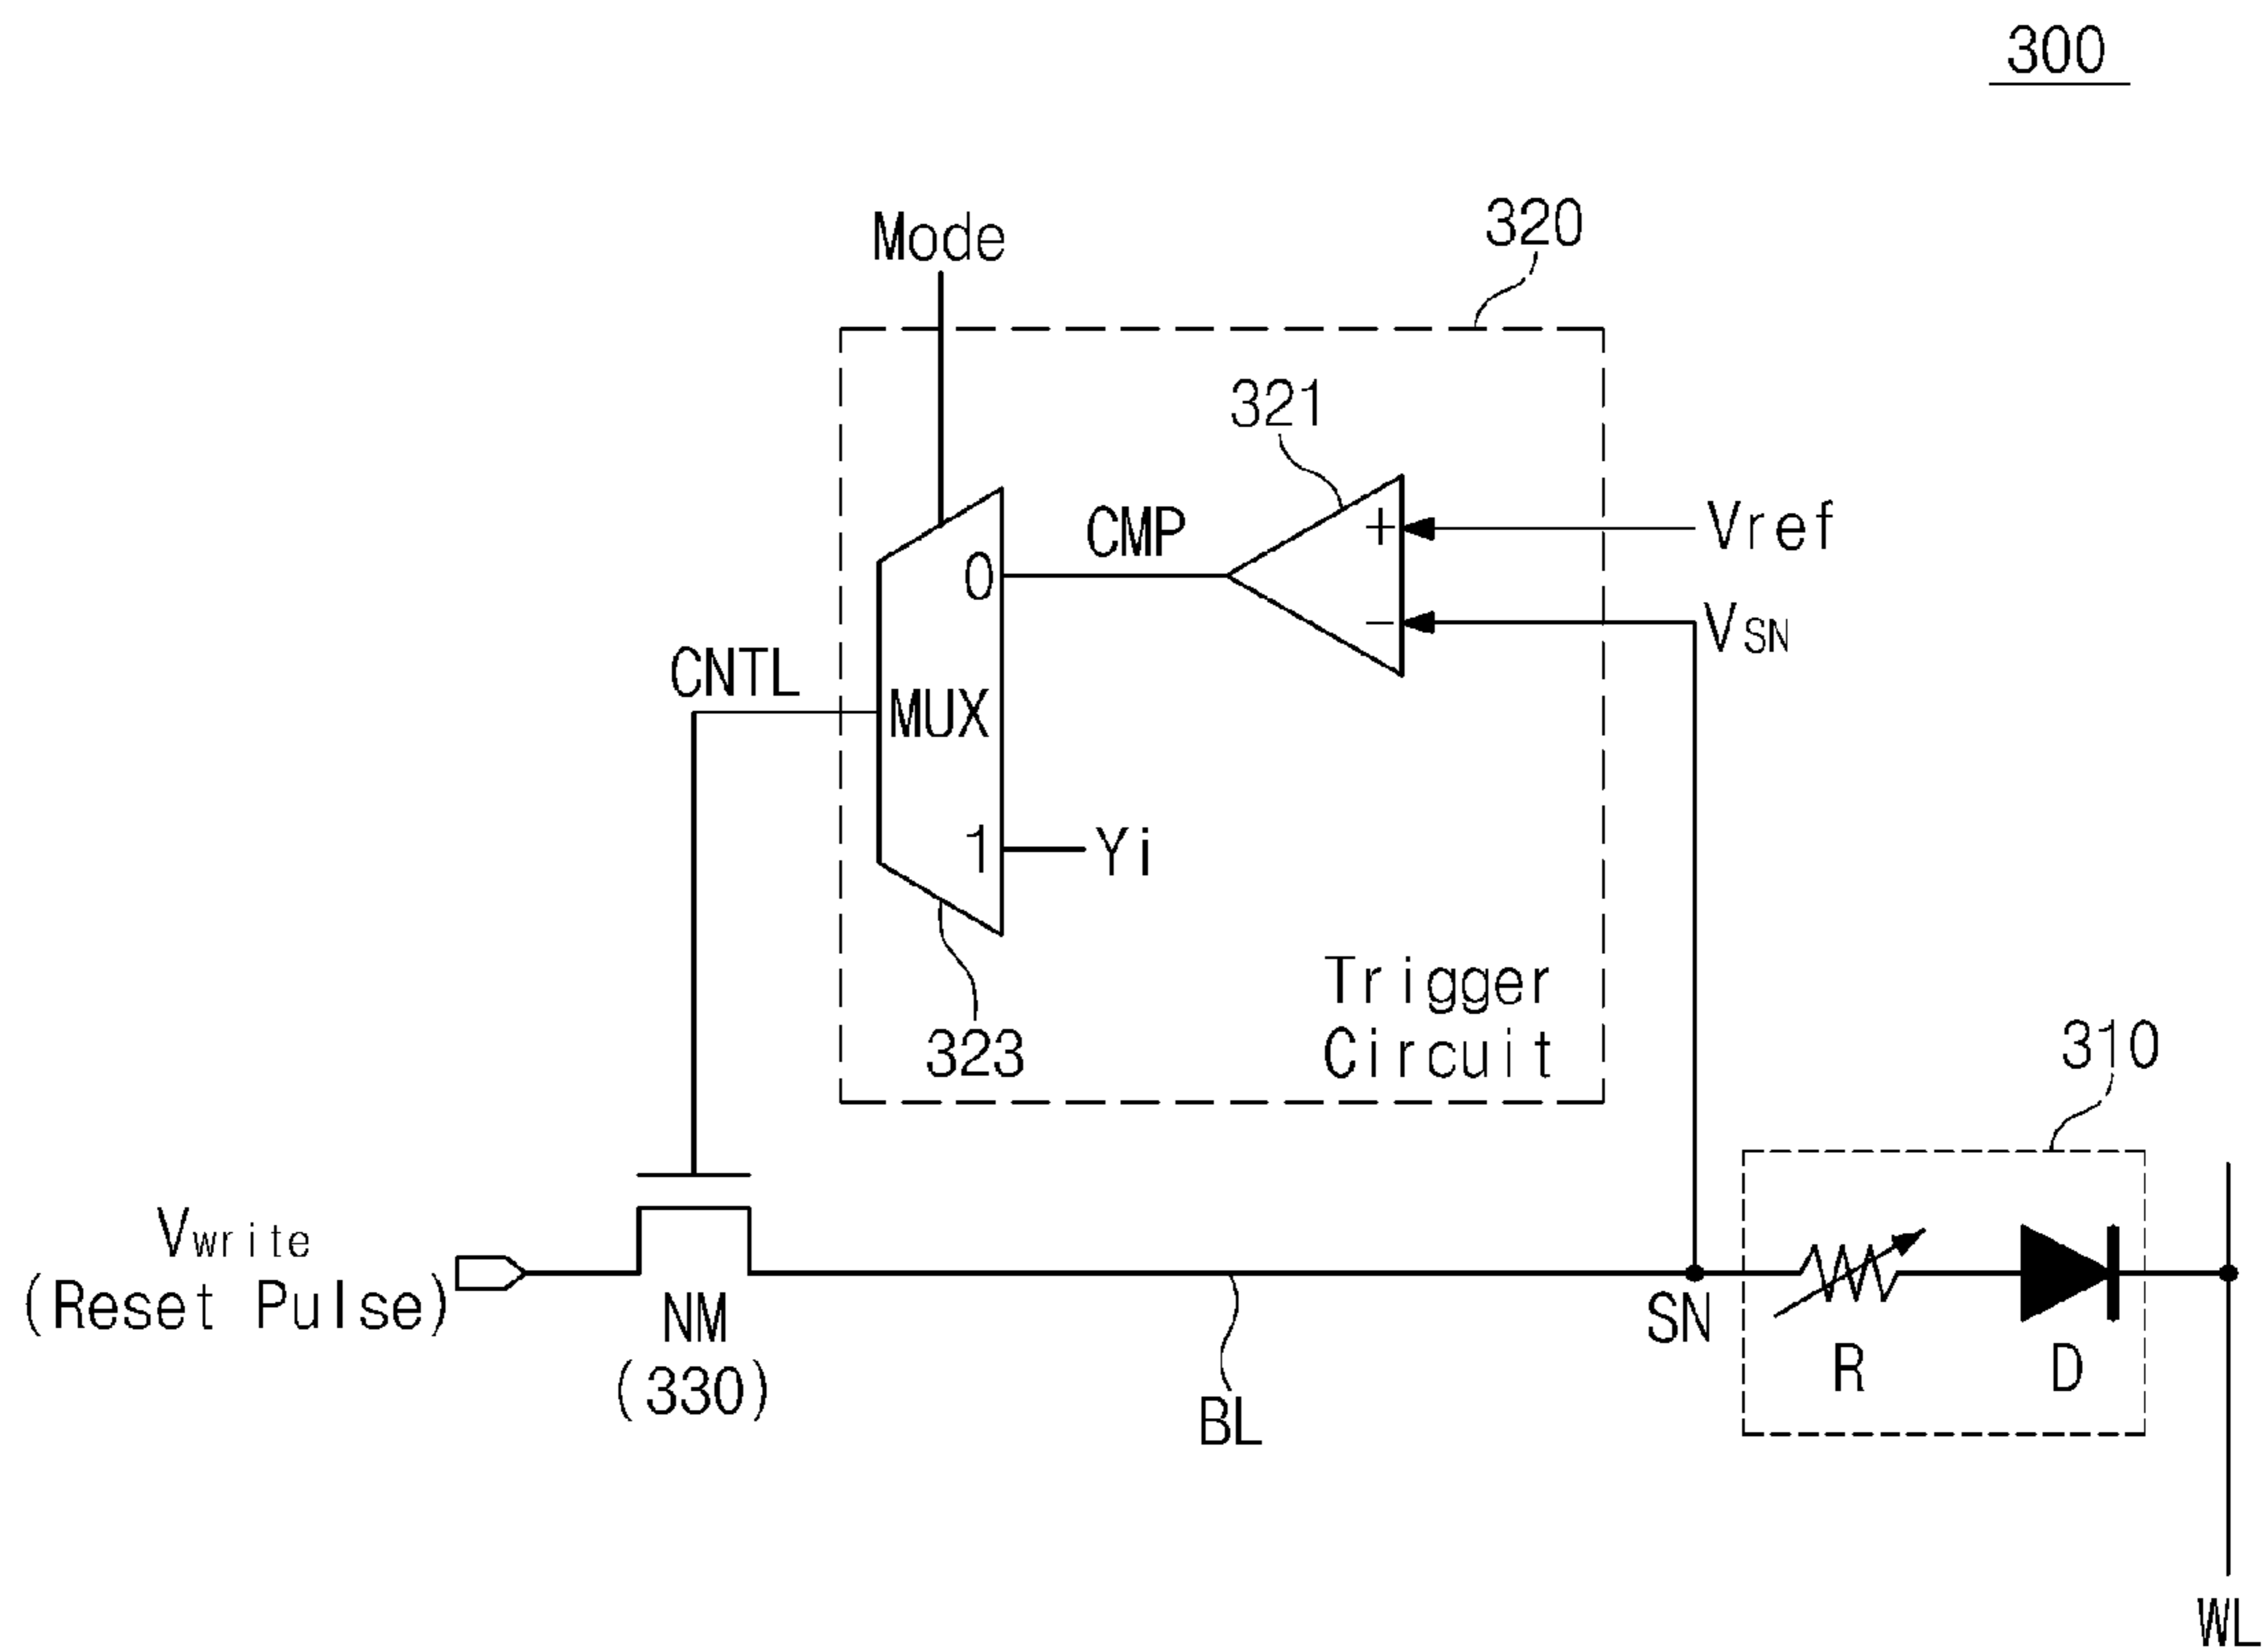 300
Mode
320
321
CMP
+
Vref
0
−
VSN
CNTL
MUX
1
Yi
Trigger
Circuit
323
310
Vwrite
(Reset Pulse)
NM
(330)
SN
R
D
BL
WL